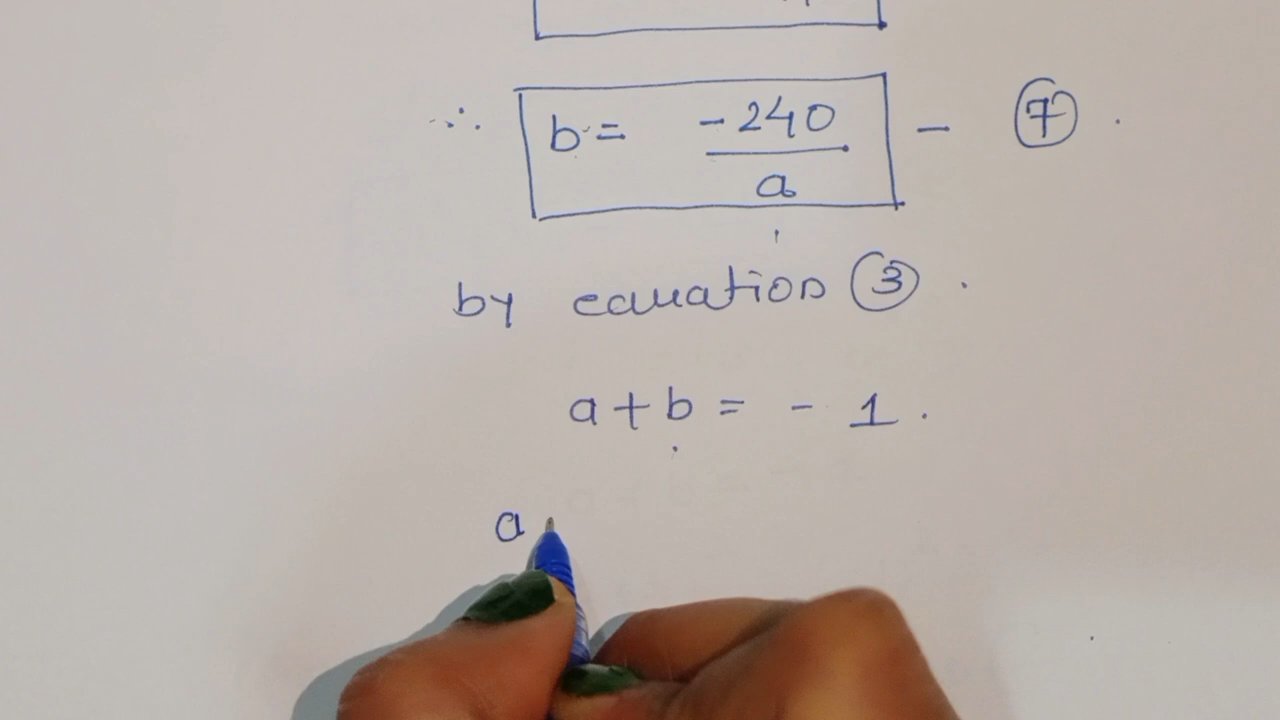 ∴ b = -240/a - 7
by equation 3.
a + b = - 1.
a